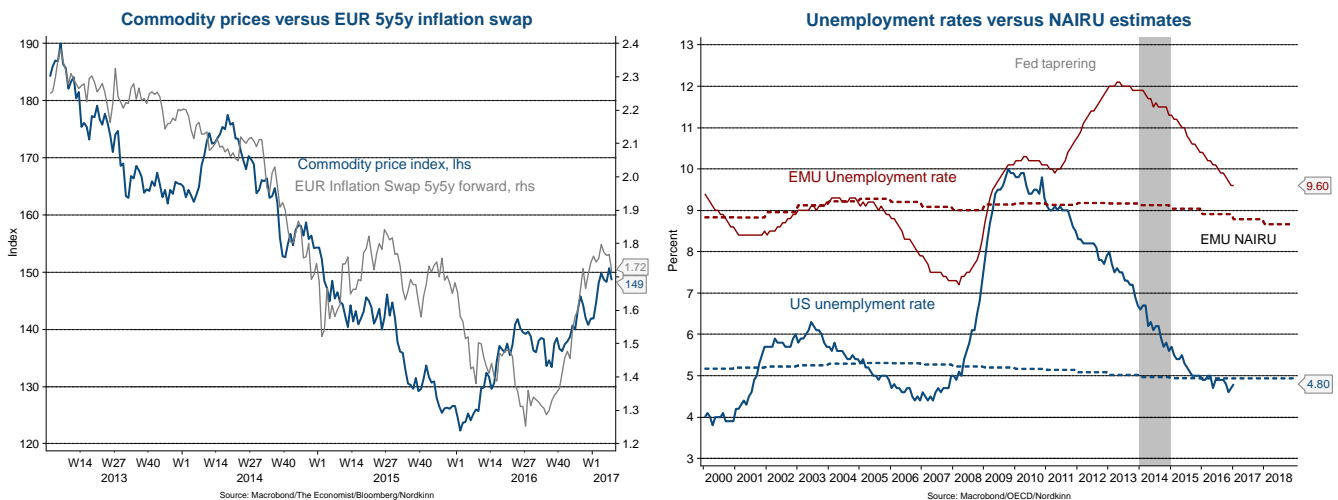 Commodity prices versus EUR 5y5y inflation swap
190
180
170
160
150
140
130
120
Index
2.4
2.3
2.2
2.1
2.0
1.9
1.8
1.7
1.6
1.5
1.4
1.3
1.2
1.72
149
Commodity price index, lhs
EUR Inflation Swap 5y5y forward, rhs
W14 W27 W40 W1 W14 W27 W40 W1 W14 W27 W40 W1 W14 W27 W40 W1
2013 2014 2015 2016 2017
Source: Macrobond/The Economist/Bloomberg/Nordkinn
Unemployment rates versus NAIRU estimates
13
12
11
10
9
8
7
6
5
4
3
Percent
Fed taprering
EMU Unemployment rate
9.60
EMU NAIRU
US unemplyment rate
4.80
2000 2001 2002 2003 2004 2005 2006 2007 2008 2009 2010 2011 2012 2013 2014 2015 2016 2017 2018
Source: Macrobond/OECD/Nordkinn